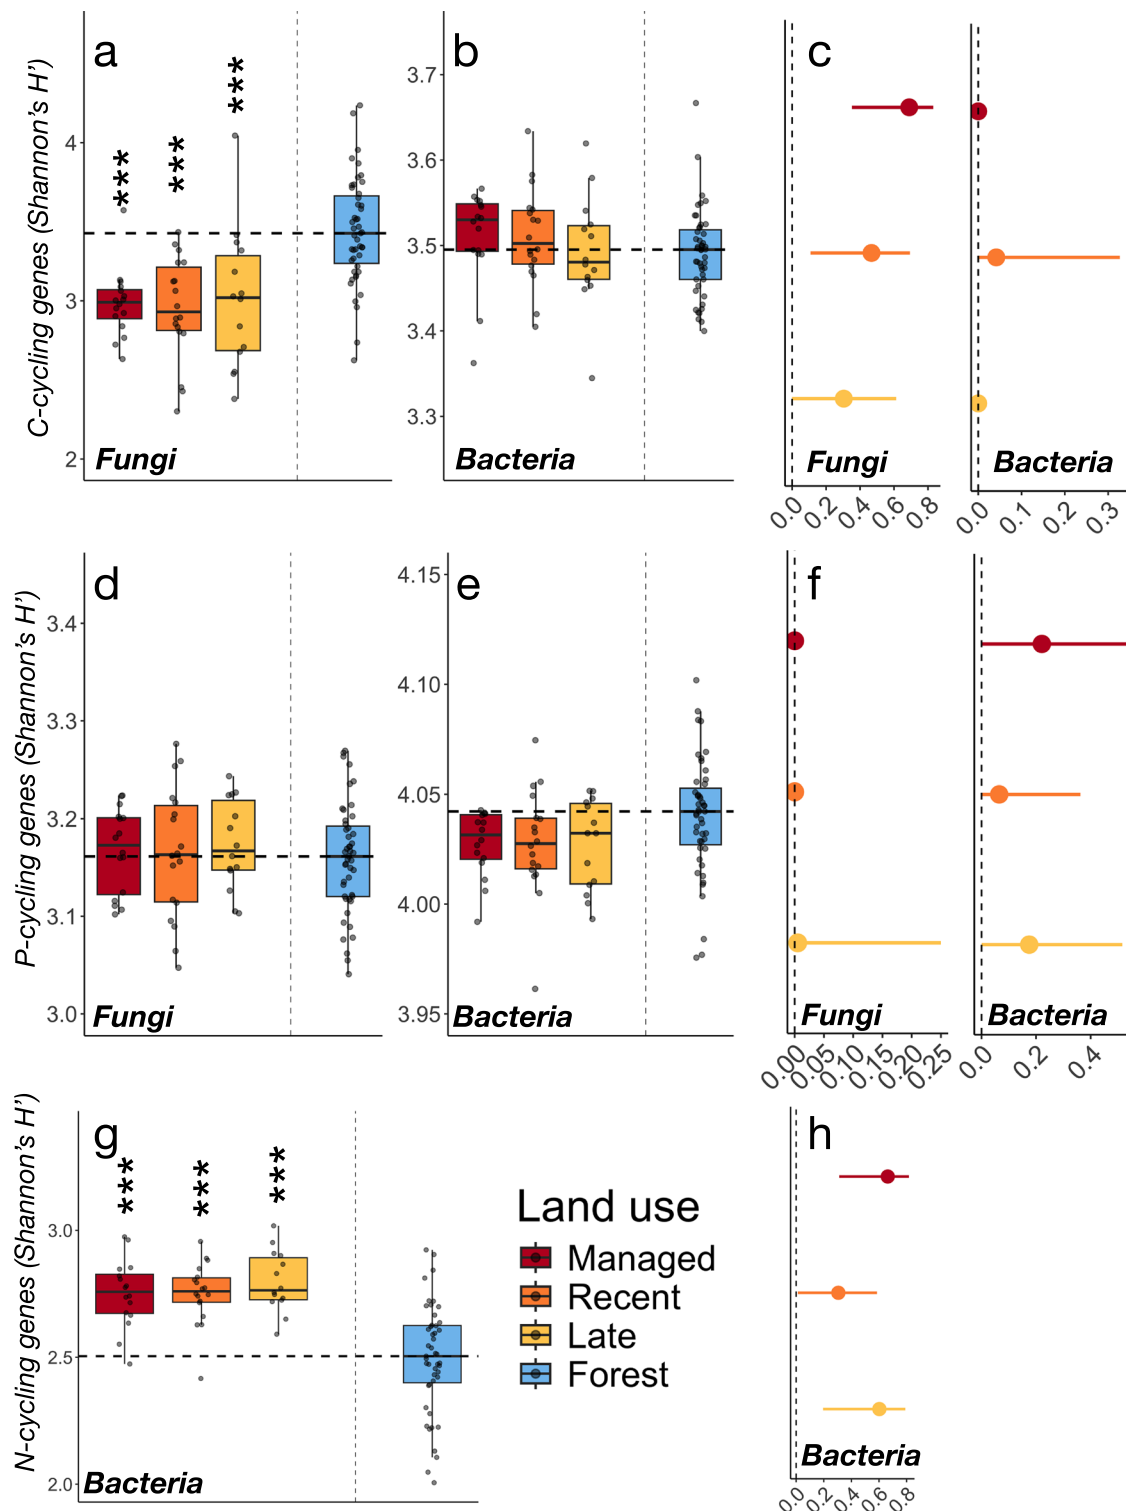 a
b
c
C-cycling genes (Shannon's H')
4
3
2
***
***
***
Fungi
3.7
3.6
3.5
3.4
3.3
Bacteria
Fungi
0.0 0.2 0.4 0.6 0.8
Bacteria
0.0 0.1 0.2 0.3
d
e
f
P-cycling genes (Shannon's H')
3.4
3.3
3.2
3.1
3.0
Fungi
4.15
4.10
4.05
4.00
3.95
Bacteria
Fungi
0.00 0.05 0.10 0.15 0.20 0.25
Bacteria
0.0 0.2 0.4
g
h
N-cycling genes (Shannon's H')
3.0
2.5
2.0
***
***
***
Bacteria
Land use
Managed
Recent
Late
Forest
Bacteria
0.0 0.2 0.4 0.6 0.8